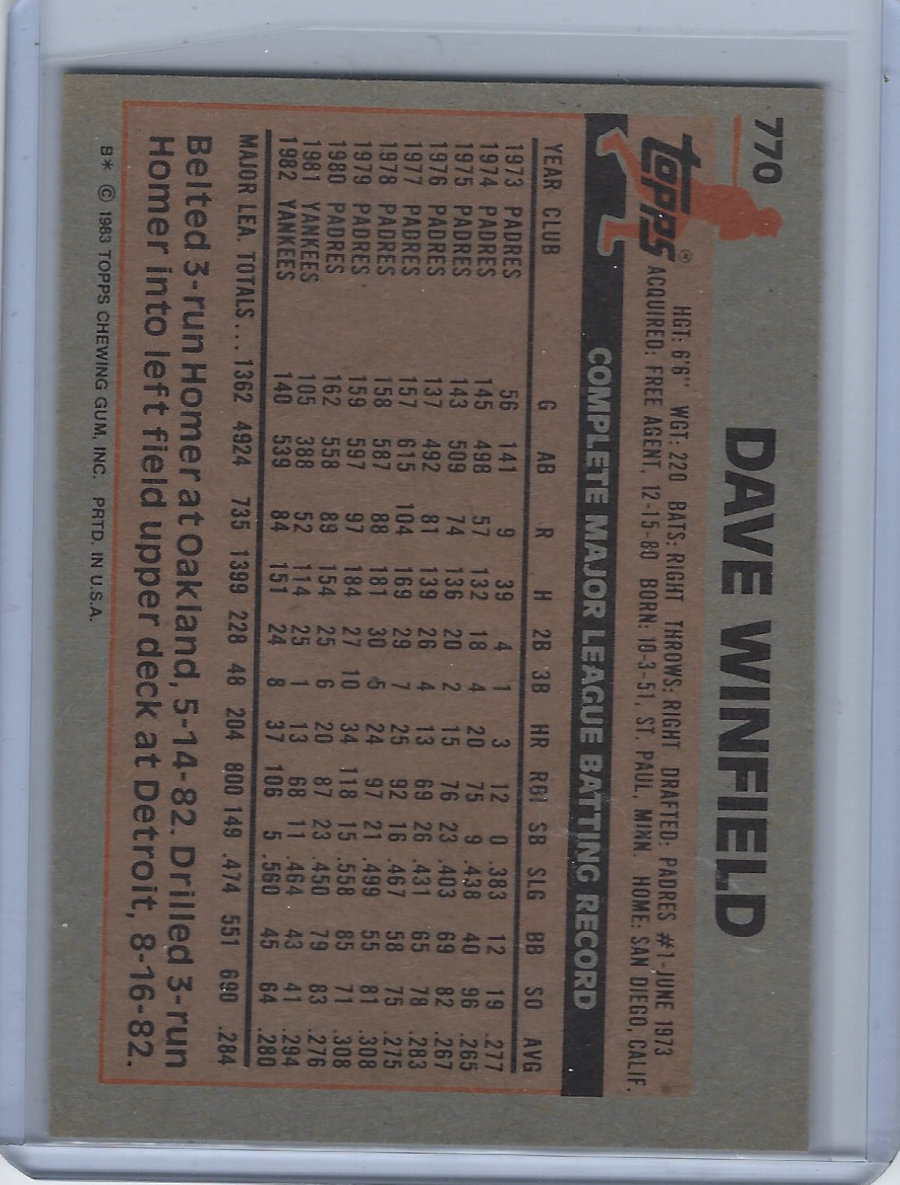 770
DAVE WINFIELD
TOPPS®
HGT: 6'6" WGT: 220 BATS: RIGHT THROWS: RIGHT DRAFTED: PADRES #1-JUNE 1973
ACQUIRED: FREE AGENT, 12-15-80 BORN: 10-3-51, ST. PAUL, MINN. HOME: SAN DIEGO, CALIF.
COMPLETE MAJOR LEAGUE BATTING RECORD
YEAR CLUB G AB R H 2B 3B HR RBI SB SLG BB SO AVG
1973 PADRES 56 141 9 39 4 1 3 12 0 .383 12 19 .277
1974 PADRES 145 498 57 132 18 4 20 75 9 .438 40 96 .265
1975 PADRES 143 509 74 136 20 2 15 76 23 .403 69 82 .267
1976 PADRES 137 492 81 139 26 4 13 69 26 .431 65 78 .283
1977 PADRES 157 615 104 169 29 7 25 92 16 .467 58 75 .275
1978 PADRES 158 587 88 181 30 5 24 97 21 .499 55 81 .308
1979 PADRES 159 597 97 184 27 10 34 118 15 .558 85 71 .308
1980 PADRES 162 558 89 154 25 6 20 87 23 .450 79 83 .276
1981 YANKEES 105 388 52 114 25 1 13 68 11 .464 43 41 .294
1982 YANKEES 140 539 84 151 24 8 37 106 5 .560 45 64 .280
MAJOR LEA. TOTALS... 1362 4924 735 1399 228 48 204 800 149 .474 551 690 .284
Belted 3-run Homer at Oakland, 5-14-82. Drilled 3-run
Homer into left field upper deck at Detroit, 8-16-82.
B* © 1983 TOPPS CHEWING GUM, INC. PRTD. IN U.S.A.